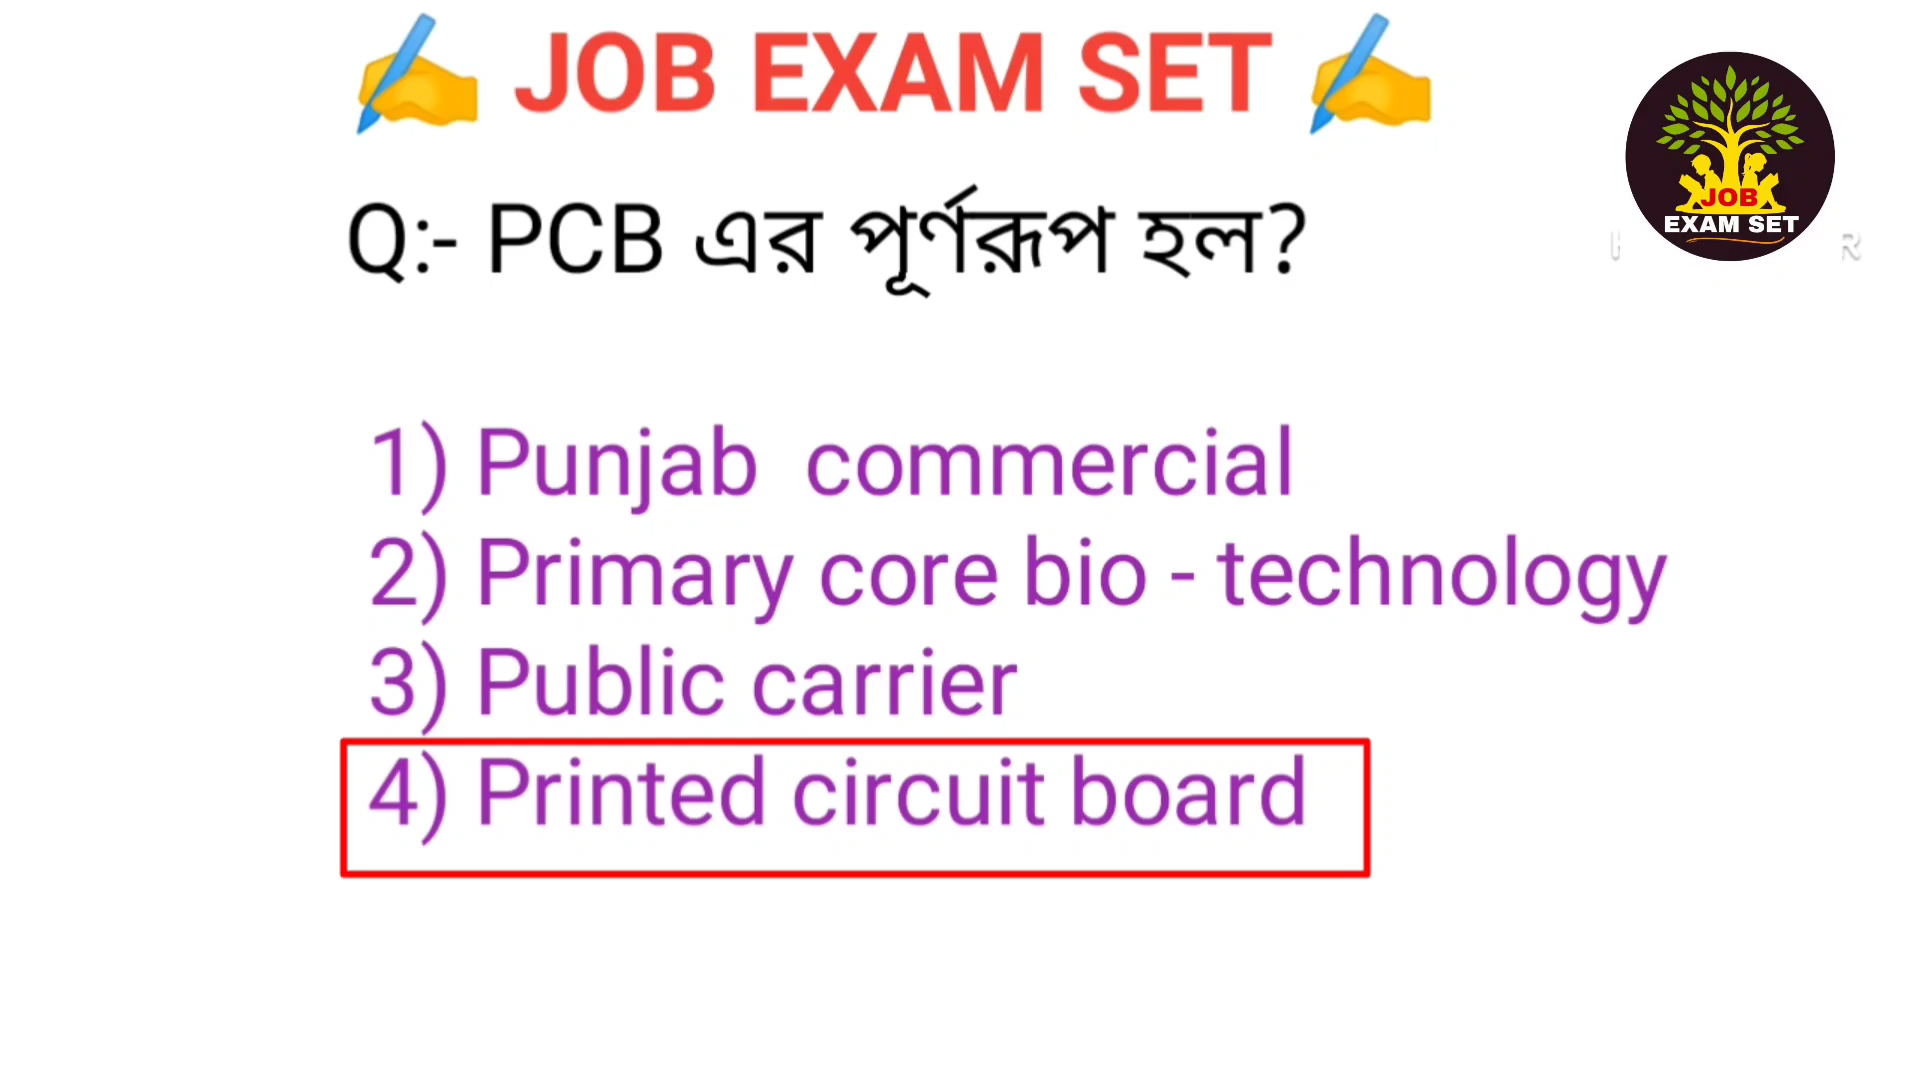 ✍️ JOB EXAM SET ✍️
Q:- PCB এর পূর্ণরূপ হল?
1) Punjab commercial
2) Primary core bio - technology
3) Public carrier
4) Printed circuit board
JOB
EXAM SET